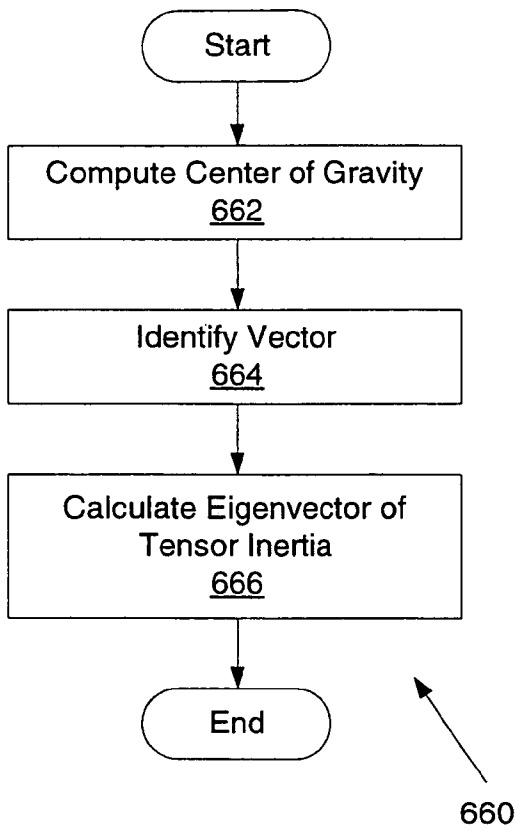 Start
Compute Center of Gravity
662
Identify Vector
664
Calculate Eigenvector of
Tensor Inertia
666
End
660